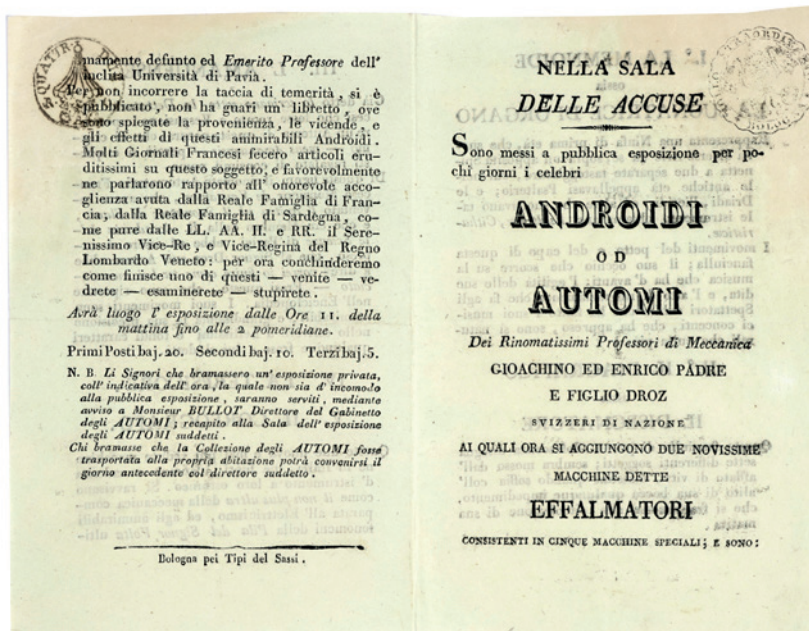 namente defunto ed Emerito Professore dell'
inclita Università di Pavia.
Per non incorrere la taccia di temerità, si è
pubblicato, non ha guari un libretto, ove
sono spiegate la provenienza, le vicende, e
gli effetti di questi ammirabili Androidi.
Molti Giornali Francesi fecero articoli eru-
ditissimi su questo soggetto; e favorevolmente
ne parlarono rapporto all' onorevole acco-
glienza avuta dalla Reale Famiglia di Fran-
cia, dalla Reale Famiglia di Sardegna, co-
me pure dalle LL. AA. II. e RR. il Sere-
nissimo Vice-Re, e Vice-Regina del Regno
Lombardo Veneto: per ora conchinderemo
come finisce uno di questi — venite — ve-
drete — esaminerete — stupirete.
Avrà luogo l' esposizione dalle Ore 11. della
mattina fino alle 2 pomeridiane.
Primi Posti baj. 20. Secondi baj. 10. Terzi baj. 5.
N. B. Li Signori che bramassero un' esposizione privata,
coll' indicativa dell' ora, la quale non sia d' incomodo
alla pubblica esposizione, saranno serviti, mediante
avviso a Monsieur BULLOT Direttore del Gabinetto
degli AUTOMI; recapito alla Sala dell' esposizione
degli AUTOMI suddetti.
Chi bramasse che la Collezione degli AUTOMI fosse
trasportata alla propria abitazione potrà convenirsi il
giorno antecedente col direttore suddetto.
Bologna pei Tipi del Sassi.
NELLA SALA
DELLE ACCUSE
Sono messi a pubblica esposizione per po-
chi giorni i celebri
ANDROIDI
OD
AUTOMI
Dei Rinomatissimi Professori di Meccanica
GIOACHINO ED ENRICO PADRE
E FIGLIO DROZ
SVIZZERI DI NAZIONE
AI QUALI ORA SI AGGIUNGONO DUE NOVISSIME
MACCHINE DETTE
EFFALMATORI
CONSISTENTI IN CINQUE MACCHINE SPECIALI; E SONO: